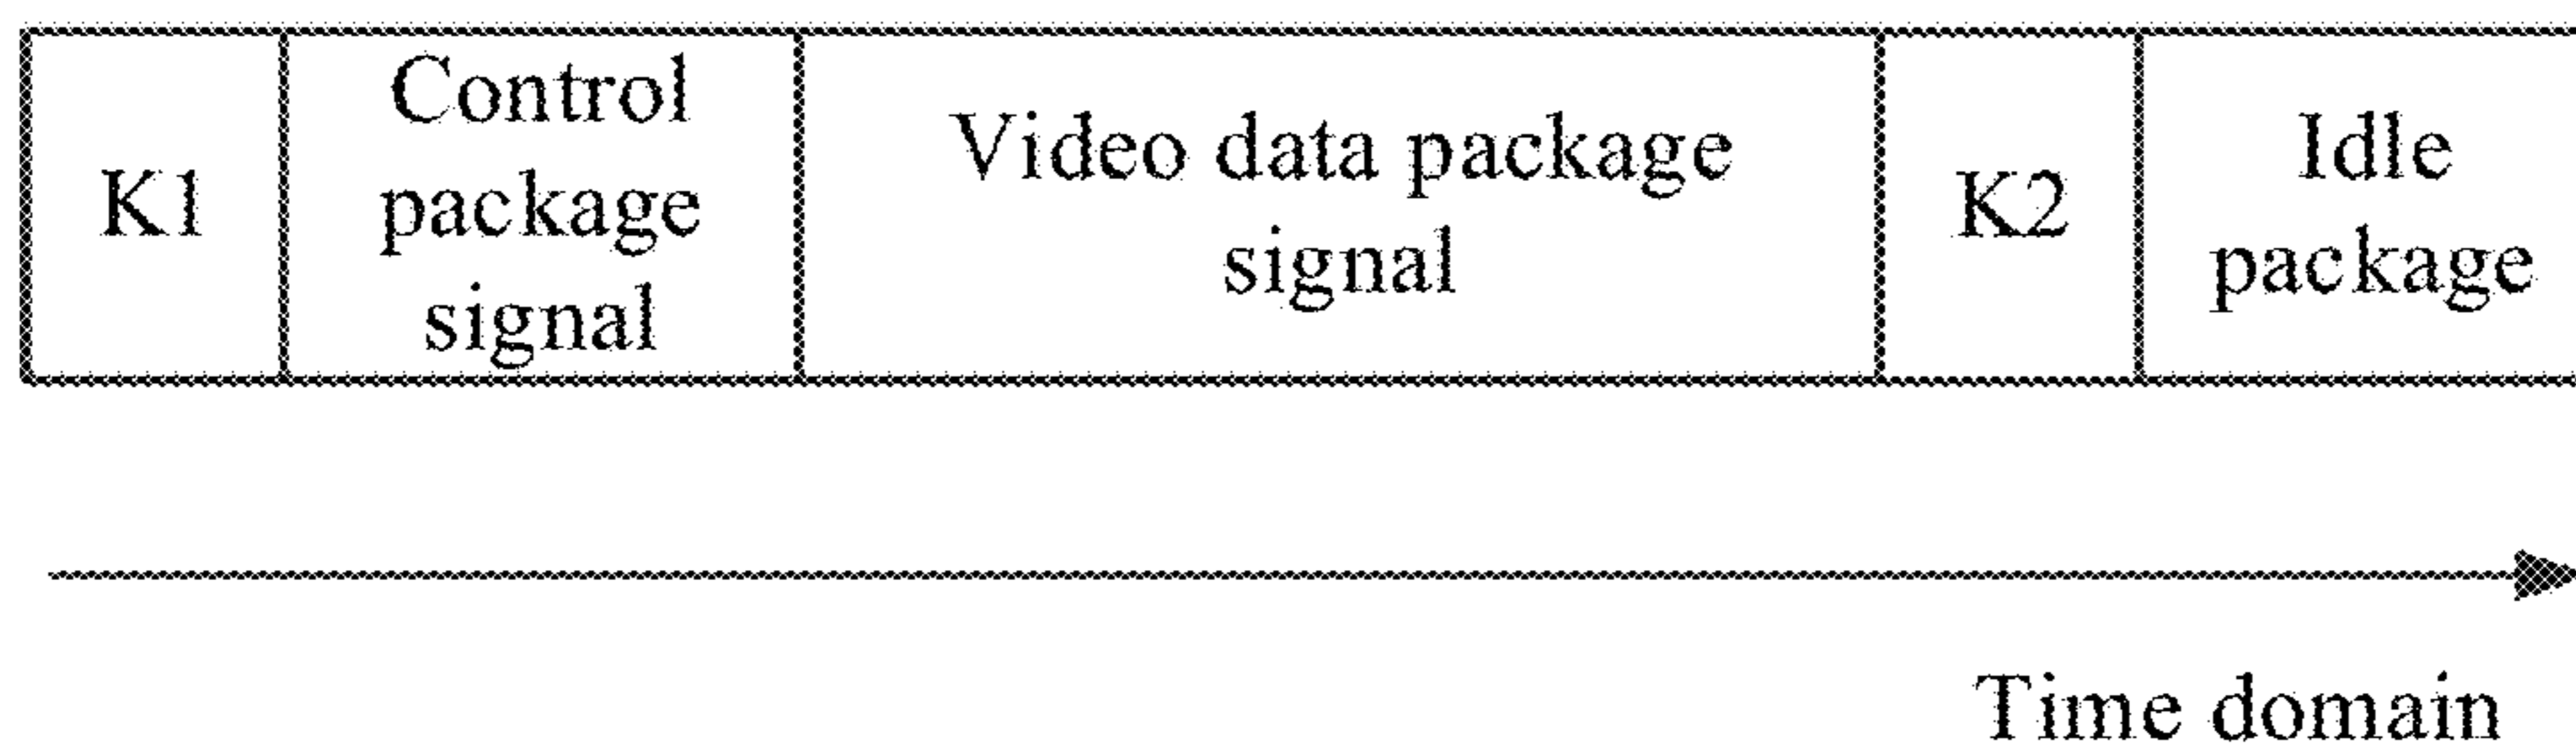 K1
Control
package
signal
Video data package
signal
K2
Idle
package
Time domain